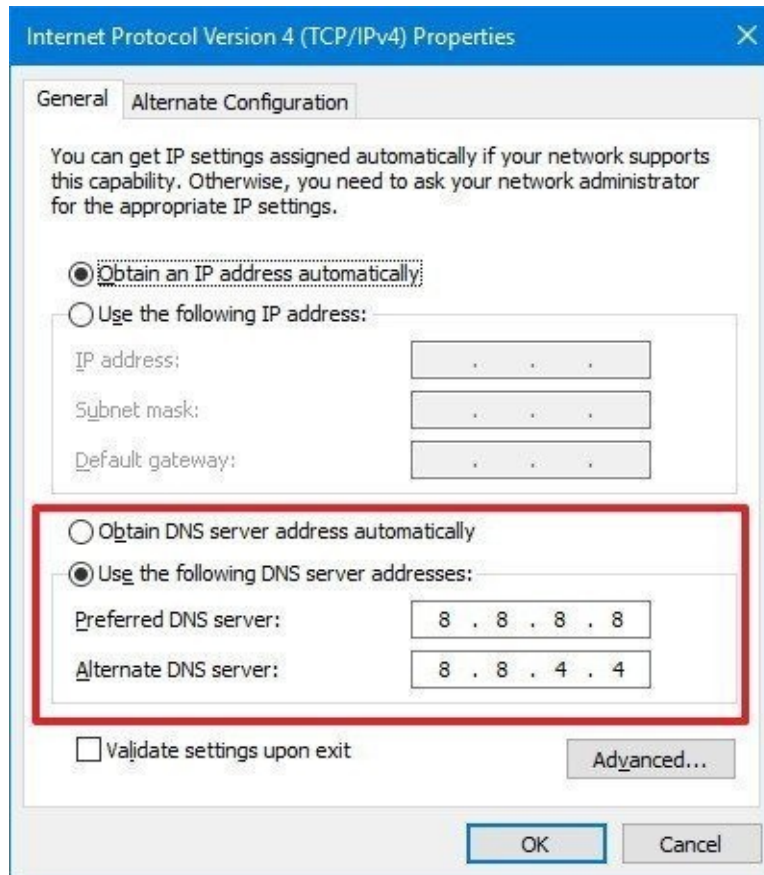 Internet Protocol Version 4 (TCP/IPv4) Properties
General
Alternate Configuration
You can get IP settings assigned automatically if your network supports
this capability. Otherwise, you need to ask your network administrator
for the appropriate IP settings.
Obtain an IP address automatically
Use the following IP address:
IP address:
Subnet mask:
Default gateway:
Obtain DNS server address automatically
Use the following DNS server addresses:
Preferred DNS server: 8 . 8 . 8 . 8
Alternate DNS server: 8 . 8 . 4 . 4
Validate settings upon exit
Advanced...
OK
Cancel